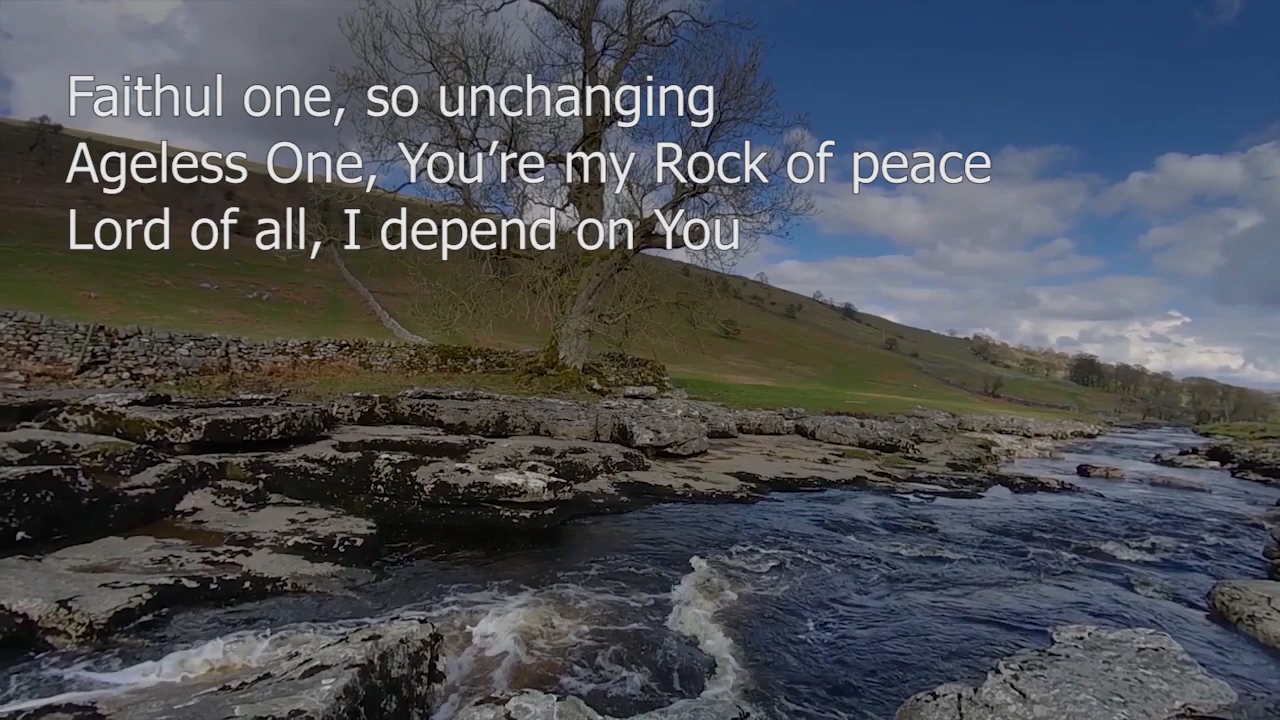 Faithul one, so unchanging
Ageless One, You’re my Rock of peace
Lord of all, I depend on You